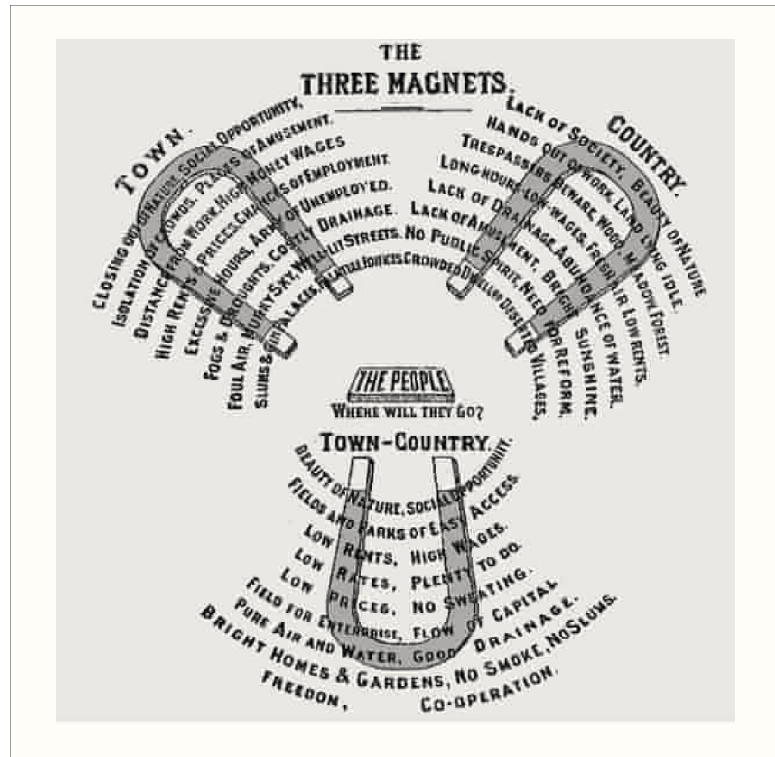 THE
THREE MAGNETS.
TOWN.
CLOSING OUT OF NATURE. SOCIAL OPPORTUNITY.
ISOLATION OF CROWDS. PLACES OF AMUSEMENT.
DISTANCE FROM WORK. HIGH MONEY WAGES
HIGH RENTS & PRICES. CHANCES OF EMPLOYMENT.
EXCESSIVE HOURS. ARMY OF UNEMPLOYED.
FOGS & DROUGHTS. COSTLY DRAINAGE.
FOUL AIR. MURKY SKY. WELL-LIT STREETS.
SLUMS & GIN PALACES.
COUNTRY.
LACK OF SOCIETY. BEAUTY OF NATURE
HANDS OUT OF WORK. LAND LYING IDLE.
TRESPASSERS BEWARE. WOOD, MEADOW, FOREST.
LONG HOURS LOW WAGES. FRESH AIR LOW RENTS.
LACK OF DRAINAGE. ABUNDANCE OF WATER.
LACK OF AMUSEMENT. BRIGHT SUNSHINE.
NO PUBLIC SPIRIT. NEED FOR REFORM.
CROWDED DESERTED VILLAGES.
THE PEOPLE
WHERE WILL THEY GO?
TOWN-COUNTRY.
BEAUTY OF NATURE, SOCIAL OPPORTUNITY.
FIELDS AND PARKS OF EASY ACCESS.
LOW RENTS, HIGH WAGES.
LOW RATES, PLENTY TO DO.
LOW PRICES, NO SWEATING.
FIELD FOR ENTERPRISE, FLOW OF CAPITAL
PURE AIR AND WATER, GOOD DRAINAGE.
BRIGHT HOMES & GARDENS, NO SMOKE, NO SLUMS.
FREEDOM, CO-OPERATION.